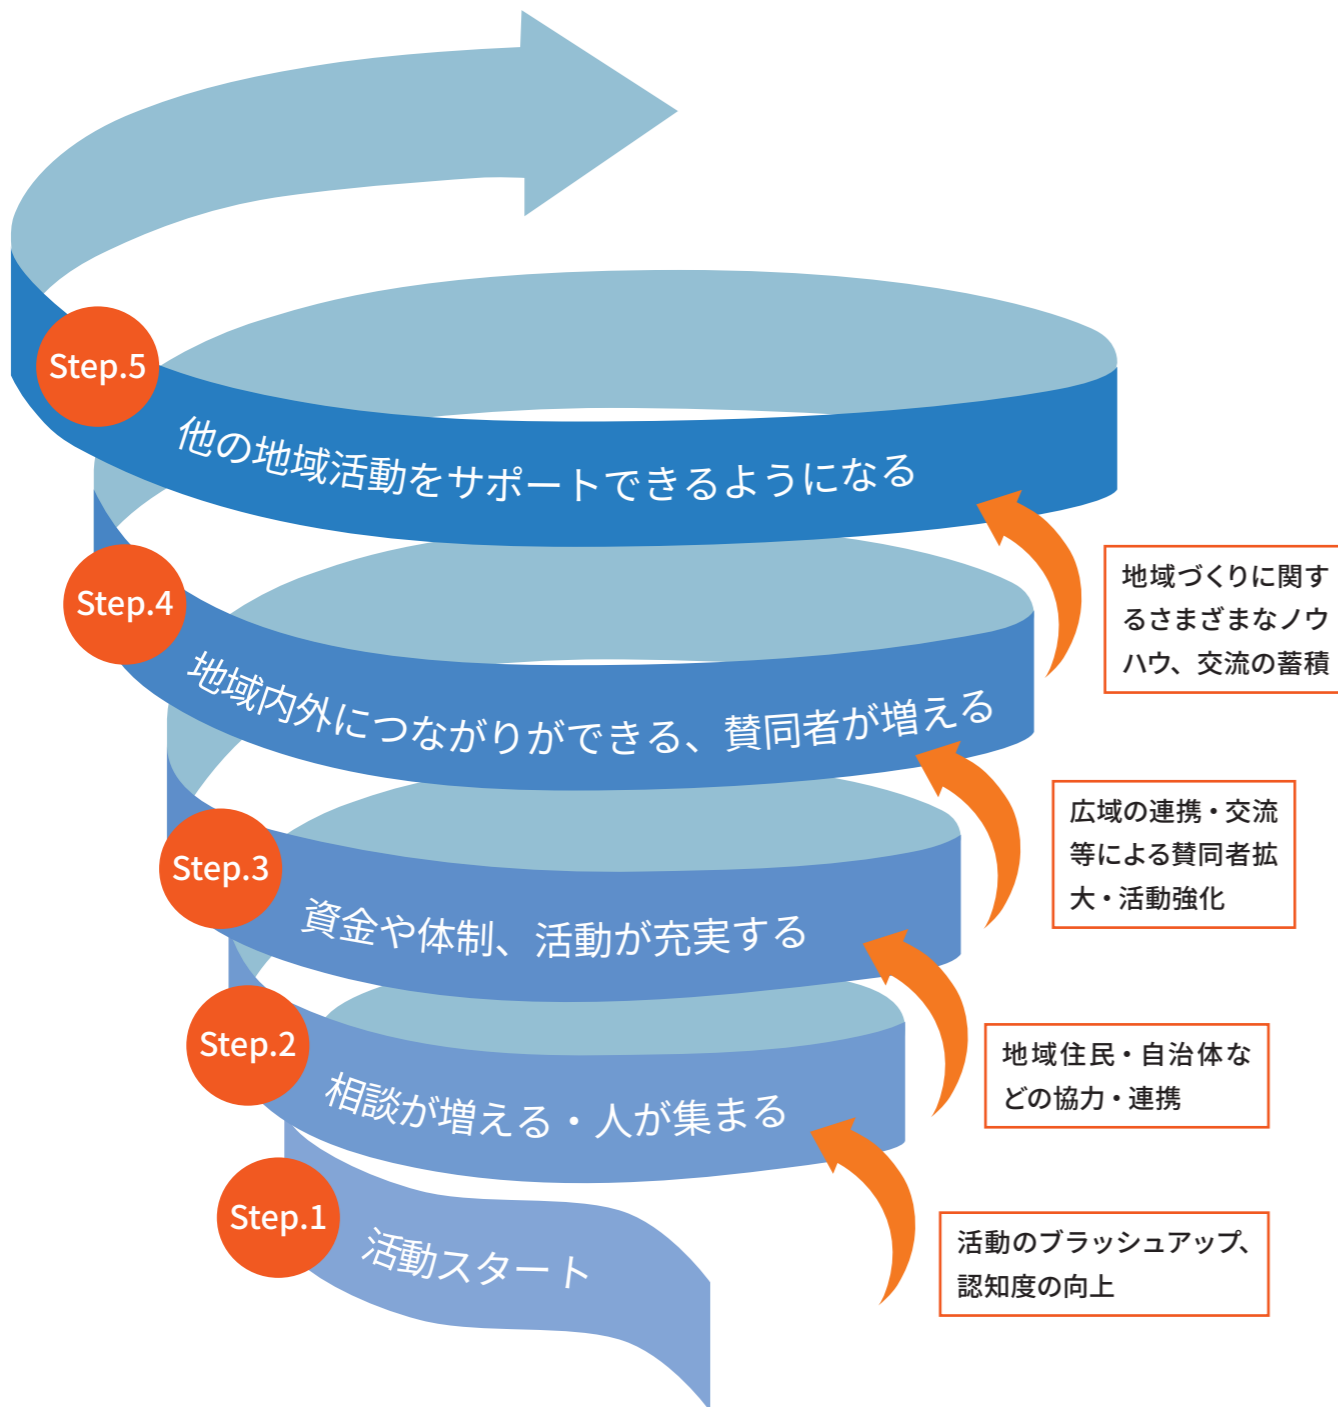 Step.5
他の地域活動をサポートできるようになる
地域づくりに関す
るさまざまなノウ
ハウ、交流の蓄積
Step.4
地域内外につながりができる、賛同者が増える
広域の連携・交流
等による賛同者拡
大・活動強化
Step.3
資金や体制、活動が充実する
地域住民・自治体な
どの協力・連携
Step.2
相談が増える・人が集まる
活動のブラッシュアップ、
認知度の向上
Step.1
活動スタート